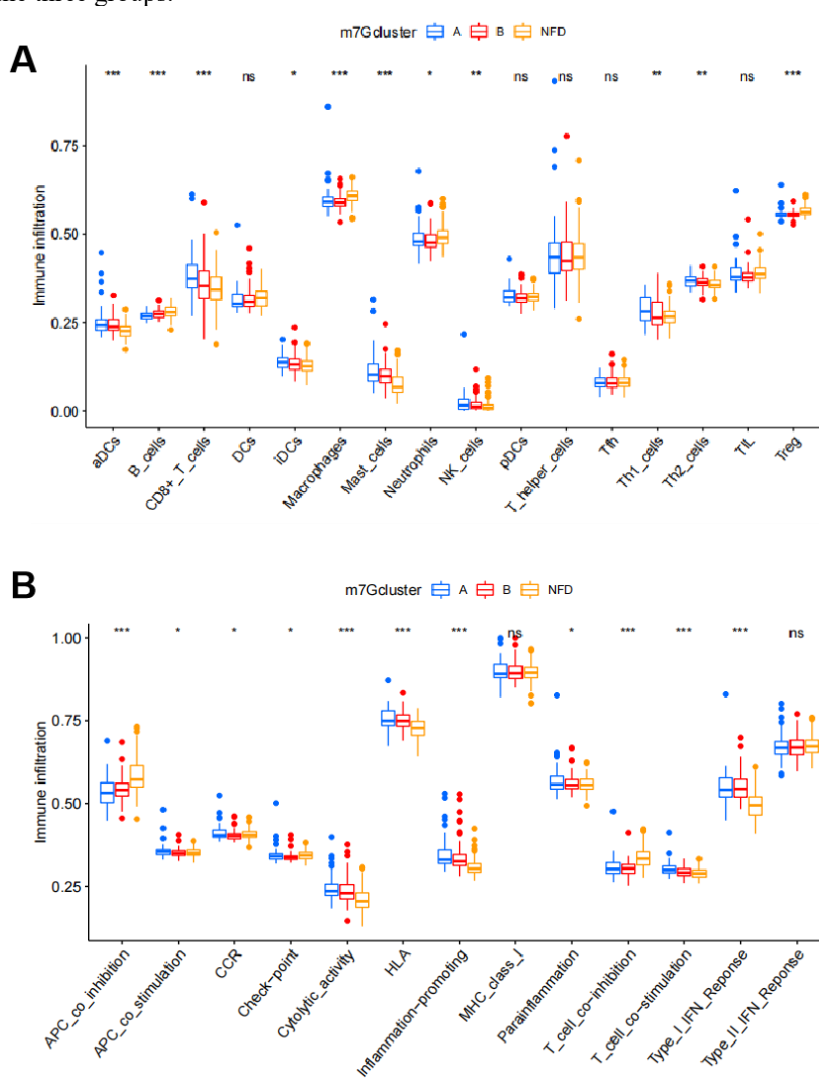 the three groups.
m7Gcluster A B NFD
A
*** *** *** ns * *** *** * ** ns ns ns ** ** ns ***
Immune infiltration
0.75
0.50
0.25
0.00
aDCs B_cells CD8+_T_cells DCs iDCs Macrophages Mast_cells Neutrophils NK_cells pDCs T_helper_cells Tfh Th1_cells Th2_cells TIL Treg
B
m7Gcluster A B NFD
*** * * * *** *** *** ns * *** *** *** ns
Immune infiltration
1.00
0.75
0.50
0.25
APC_co_inhibition APC_co_stimulation CCR Check-point Cytolytic_activity HLA Inflammation-promoting MHC_class_I Parainflammation T_cell_co-inhibition T_cell_co-stimulation Type_I_IFN_Reponse Type_II_IFN_Reponse